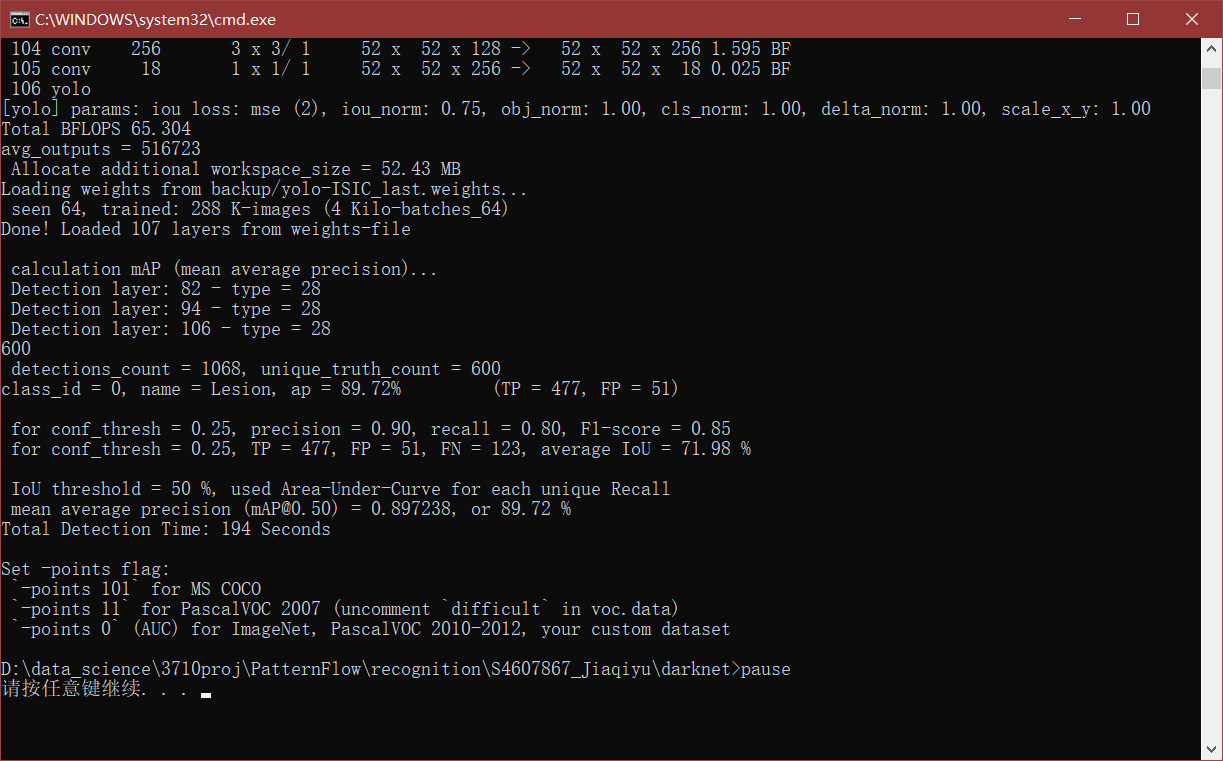 C:\WINDOWS\system32\cmd.exe
104 conv 256 3 x 3/ 1 52 x 52 x 128 -> 52 x 52 x 256 1.595 BF
105 conv 18 1 x 1/ 1 52 x 52 x 256 -> 52 x 52 x 18 0.025 BF
106 yolo
[yolo] params: iou loss: mse (2), iou_norm: 0.75, obj_norm: 1.00, cls_norm: 1.00, delta_norm: 1.00, scale_x_y: 1.00
Total BFLOPS 65.304
avg_outputs = 516723
Allocate additional workspace_size = 52.43 MB
Loading weights from backup/yolo-ISIC_last.weights...
seen 64, trained: 288 K-images (4 Kilo-batches_64)
Done! Loaded 107 layers from weights-file
calculation mAP (mean average precision)...
Detection layer: 82 - type = 28
Detection layer: 94 - type = 28
Detection layer: 106 - type = 28
600
detections_count = 1068, unique_truth_count = 600
class_id = 0, name = Lesion, ap = 89.72% (TP = 477, FP = 51)
for conf_thresh = 0.25, precision = 0.90, recall = 0.80, F1-score = 0.85
for conf_thresh = 0.25, TP = 477, FP = 51, FN = 123, average IoU = 71.98 %
IoU threshold = 50 %, used Area-Under-Curve for each unique Recall
mean average precision (mAP@0.50) = 0.897238, or 89.72 %
Total Detection Time: 194 Seconds
Set -points flag:
`-points 101` for MS COCO
`-points 11` for PascalVOC 2007 (uncomment `difficult` in voc.data)
`-points 0` (AUC) for ImageNet, PascalVOC 2010-2012, your custom dataset
D:\data_science\3710proj\PatternFlow\recognition\S4607867_Jiaqiyu\darknet>pause
请按任意键继续. . .